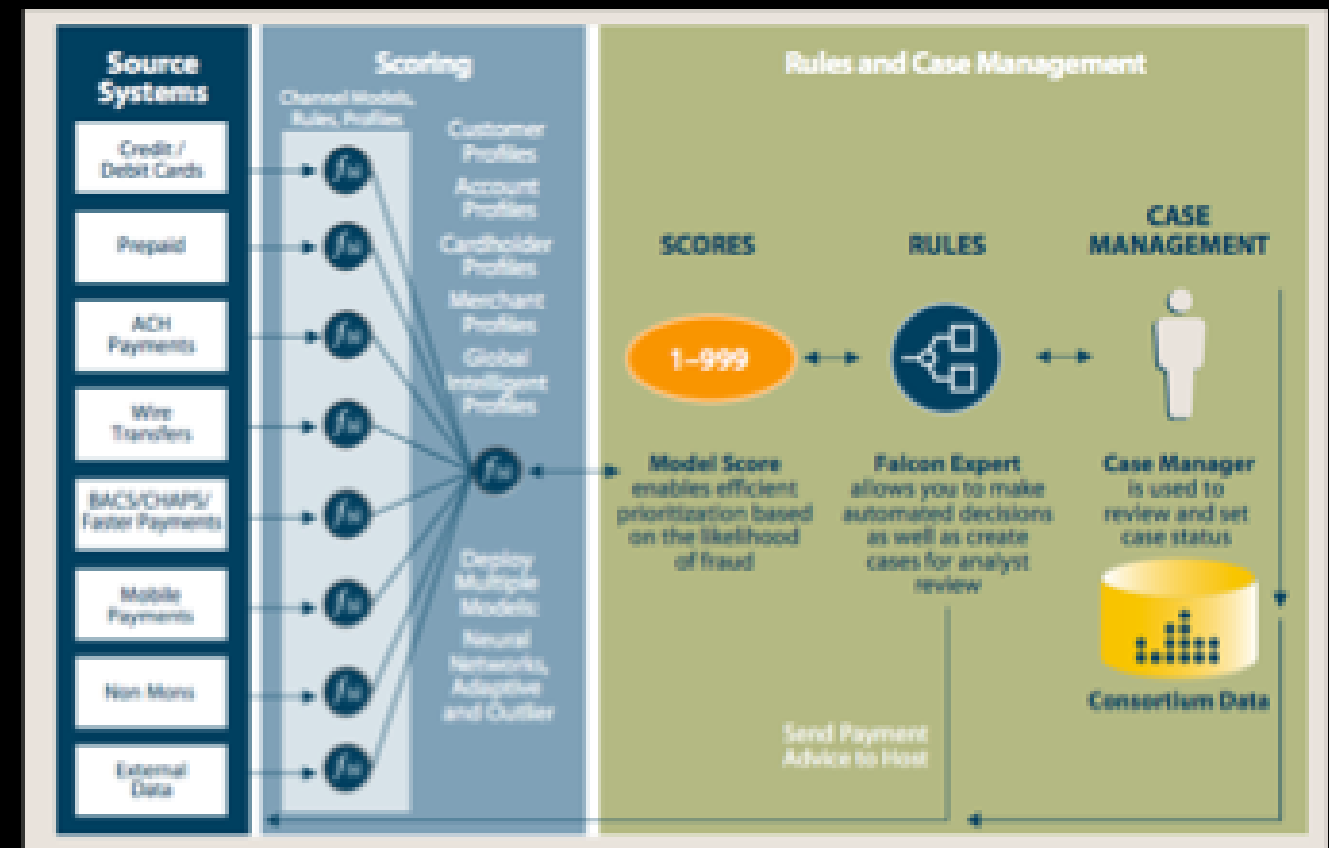 Source
Systems
Credit /
Debit Cards
Prepaid
ACH
Payments
Wire
Transfers
BACS/CHAPS/
Faster Payments
Mobile
Payments
Non Mons
External
Data
Scoring
Channel Models,
Rules, Profiles
Customer
Profiles
Account
Profiles
Cardholder
Profiles
Merchant
Profiles
Global
Intelligent
Profiles
Deploy
Multiple
Models:
Neural
Networks,
Adaptive
and Outlier
Rules and Case Management
SCORES
1–999
Model Score
enables efficient
prioritization based
on the likelihood
of fraud
RULES
Falcon Expert
allows you to make
automated decisions
as well as create
cases for analyst
review
CASE
MANAGEMENT
Case Manager
is used to
review and set
case status
Consortium Data
Send Payment
Advice to Host